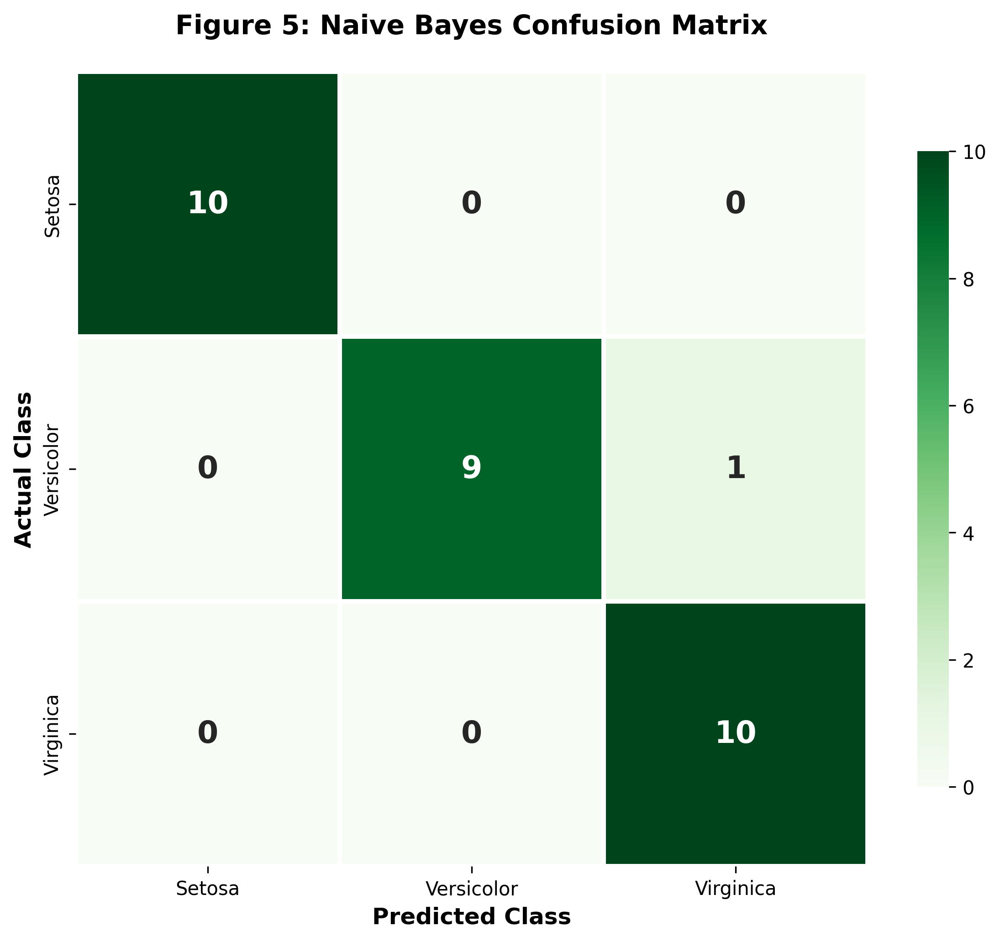 Figure 5: Naive Bayes Confusion Matrix
Setosa
10
0
0
Versicolor
0
9
1
Virginica
0
0
10
Actual Class
Setosa
Versicolor
Virginica
Predicted Class
10
8
6
4
2
0